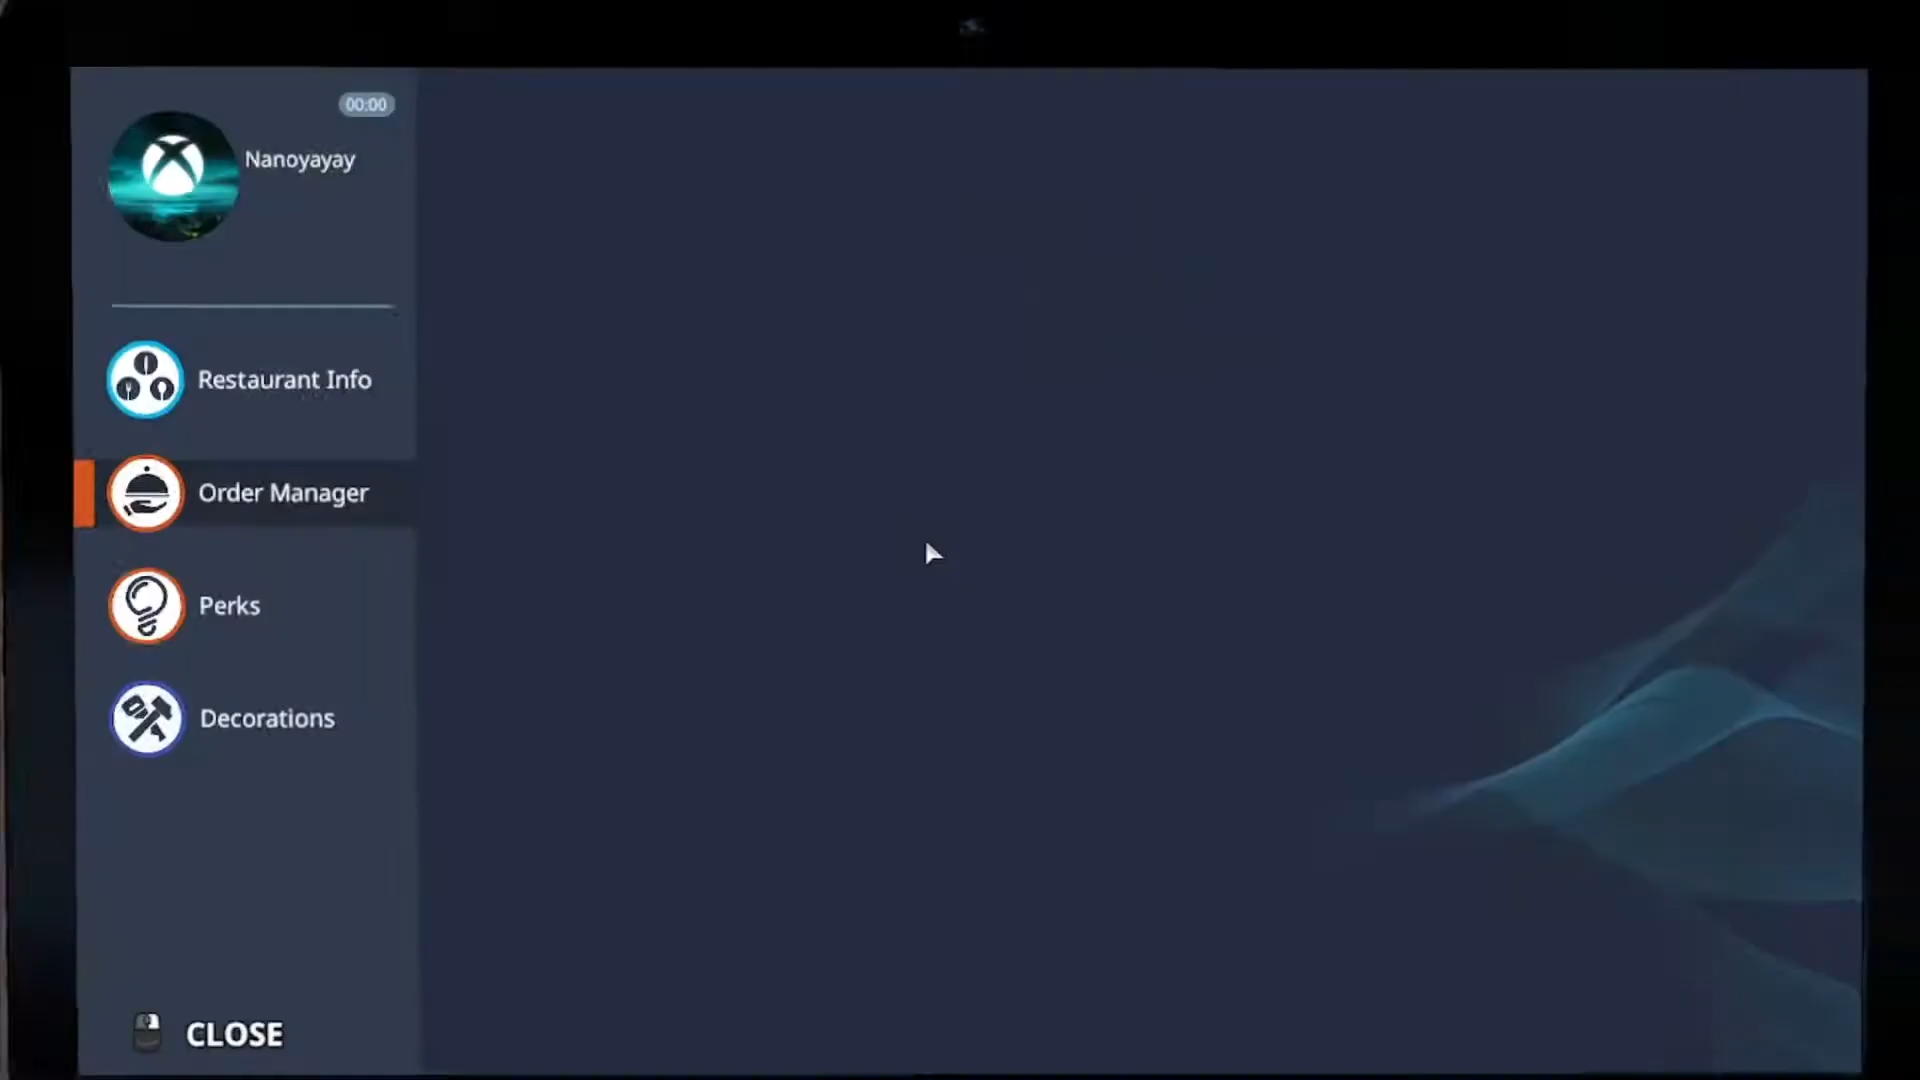 00:00
Nanoyayay
Restaurant Info
Order Manager
Perks
Decorations
CLOSE